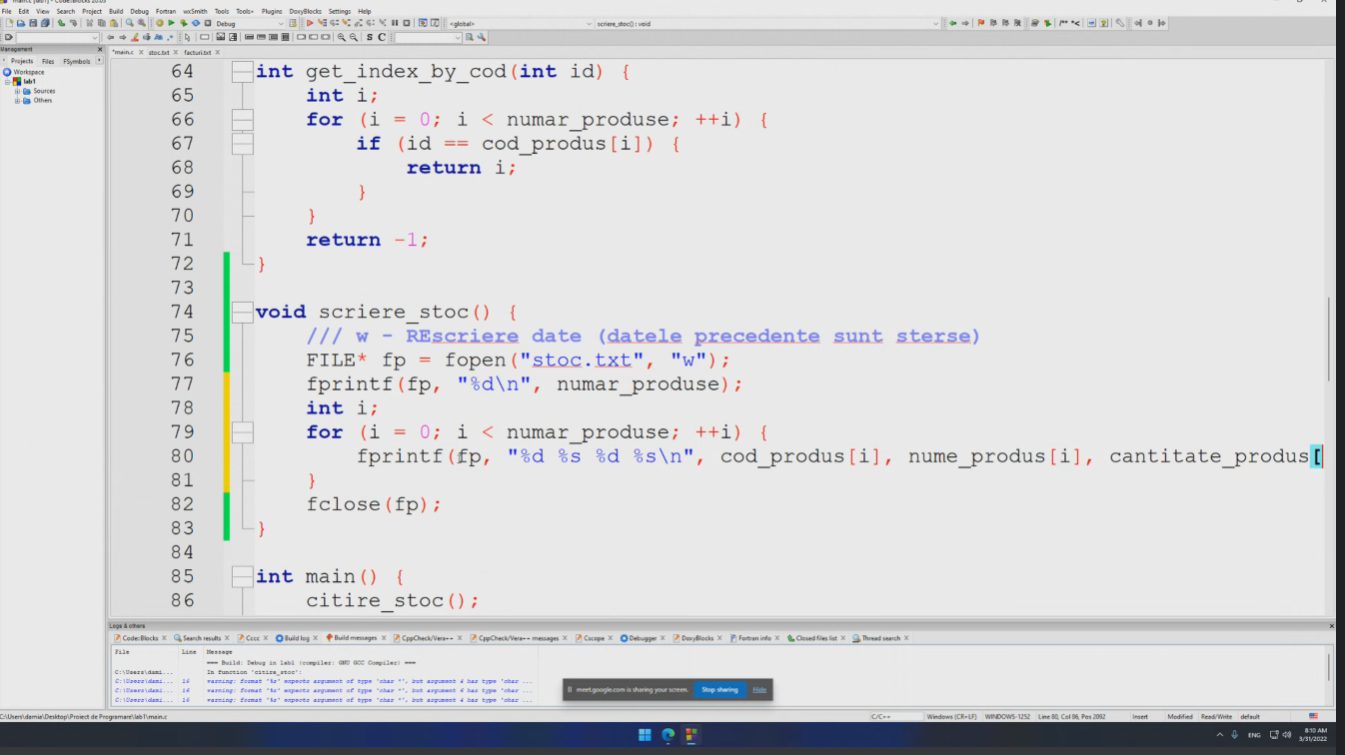 main.c [lab1] - Code::Blocks 20.03
File Edit View Search Project Build Debug Fortran wxSmith Tools Tools+ Plugins DoxyBlocks Settings Help
Debug <global> scriere_stoc() : void
S C
Management
Projects Files FSymbols
Workspace
lab1
Sources
Others
*main.c stoc.txt facturi.txt
64 int get_index_by_cod(int id) {
65 int i;
66 for (i = 0; i < numar_produse; ++i) {
67 if (id == cod_produs[i]) {
68 return i;
69 }
70 }
71 return -1;
72 }
73
74 void scriere_stoc() {
75 /// w - REscriere date (datele precedente sunt sterse)
76 FILE* fp = fopen("stoc.txt", "w");
77 fprintf(fp, "%d\n", numar_produse);
78 int i;
79 for (i = 0; i < numar_produse; ++i) {
80 fprintf(fp, "%d %s %d %s\n", cod_produs[i], nume_produs[i], cantitate_produs[
81 }
82 fclose(fp);
83 }
84
85 int main() {
86 citire_stoc();
Logs & others
Code::Blocks Search results Cccc Build log Build messages CppCheck/Vera++ CppCheck/Vera++ messages Cscope Debugger DoxyBlocks Fortran info Closed files list Thread search
File Line Message
=== Build: Debug in lab1 (compiler: GNU GCC Compiler) ===
C:\Users\dami... In function 'citire_stoc':
C:\Users\dami... 16 warning: format '%s' expects argument of type 'char *', but argument 4 has type 'char ...
C:\Users\dami... 16 warning: format '%s' expects argument of type 'char *', but argument 4 has type 'char ...
C:\Users\dami... 16 warning: format '%s' expects argument of type 'char *', but argument 6 has type 'char ...
meet.google.com is sharing your screen. Stop sharing Hide
C:\Users\damia\Desktop\Proiect de Programare\lab1\main.c C/C++ Windows (CR+LF) WINDOWS-1252 Line 80, Col 86, Pos 2092 Insert Modified Read/Write default
ENG 8:10 AM
3/31/2022